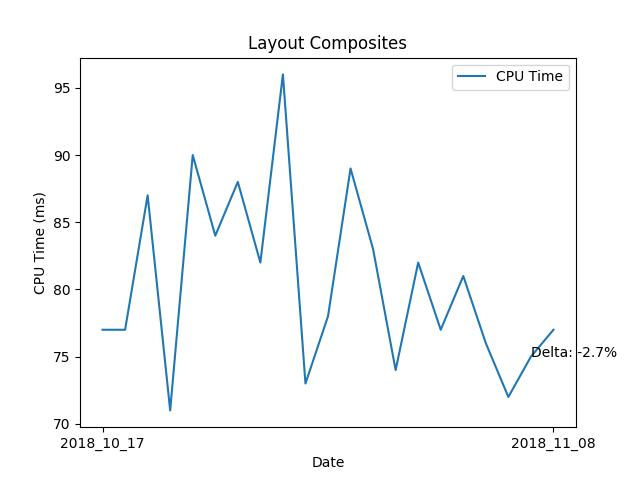 Layout Composites
CPU Time
CPU Time (ms)
95
90
85
80
75
70
Delta: -2.7%
2018_10_17
2018_11_08
Date